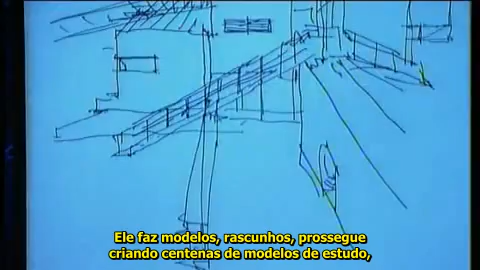 Ele faz modelos, rascunhos, prossegue
criando centenas de modelos de estudo,